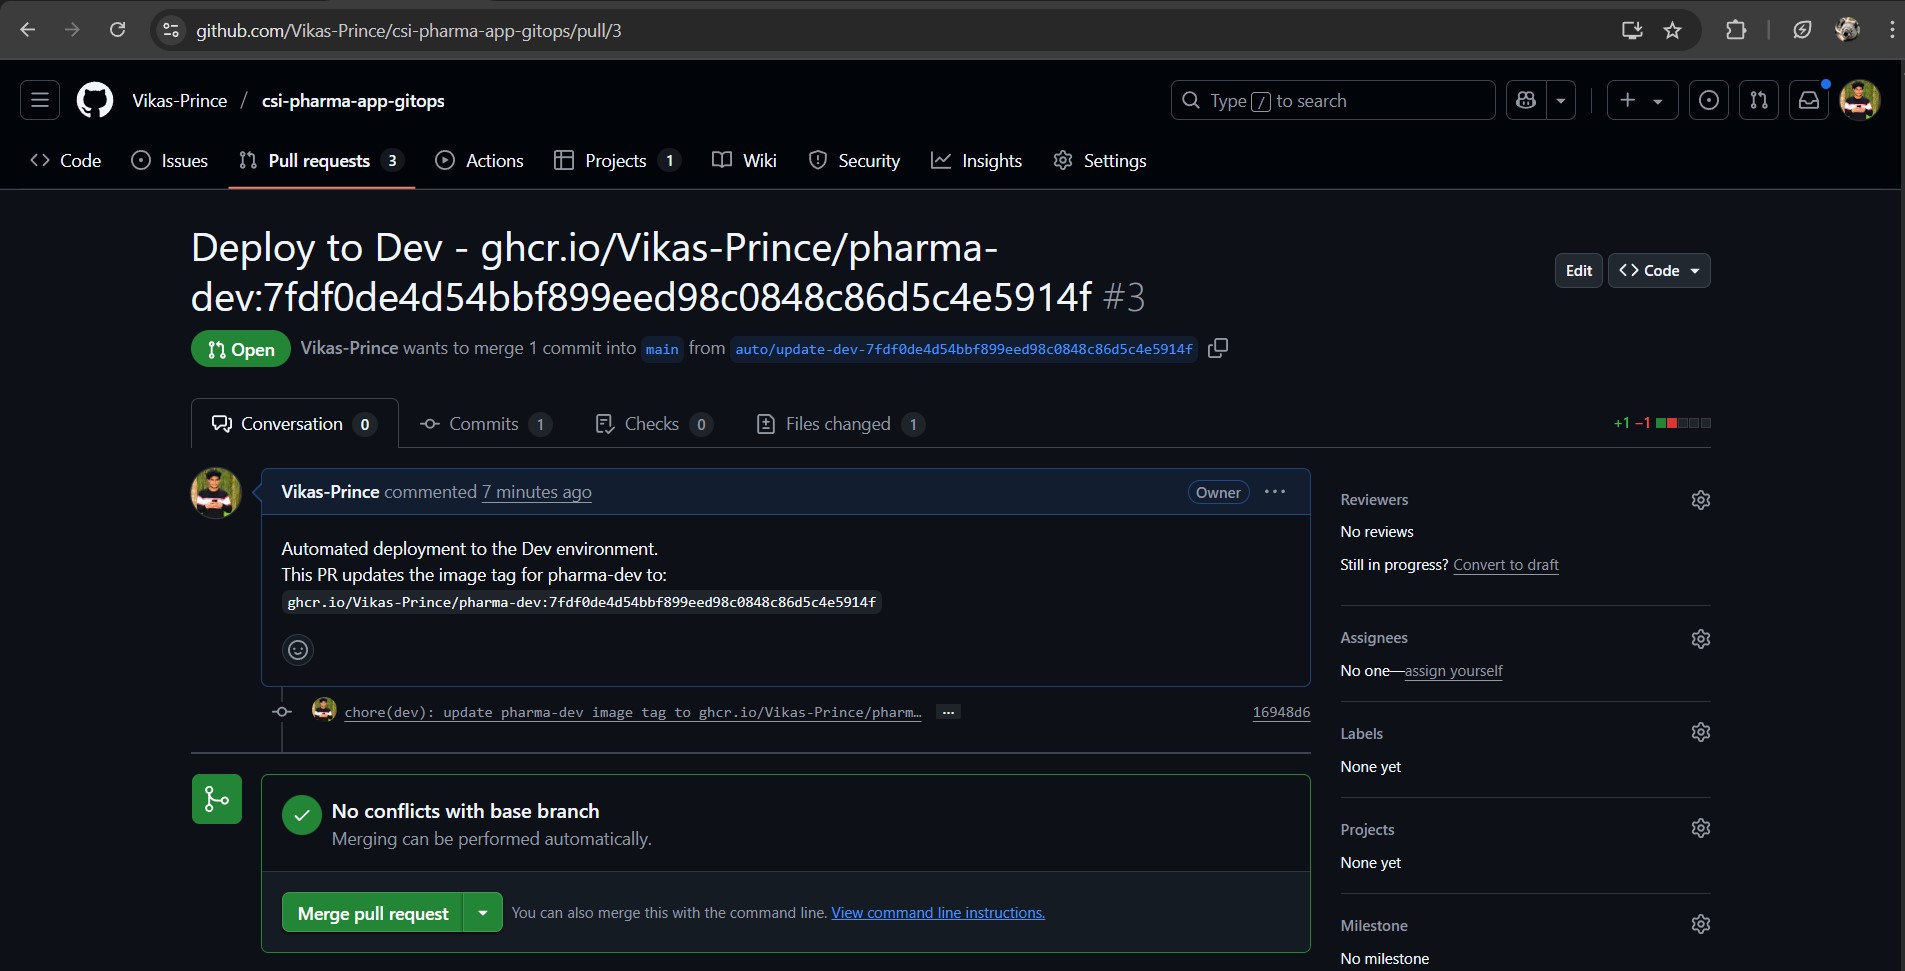 github.com/Vikas-Prince/csi-pharma-app-gitops/pull/3
Vikas-Prince / csi-pharma-app-gitops
Type / to search
Code
Issues
Pull requests 3
Actions
Projects 1
Wiki
Security
Insights
Settings
Deploy to Dev - ghcr.io/Vikas-Prince/pharma-
dev:7fdf0de4d54bbf899eed98c0848c86d5c4e5914f #3
Edit
<> Code
Open
Vikas-Prince wants to merge 1 commit into main from auto/update-dev-7fdf0de4d54bbf899eed98c0848c86d5c4e5914f
Conversation 0
Commits 1
Checks 0
Files changed 1
+1 −1
Vikas-Prince commented 7 minutes ago
Owner
Automated deployment to the Dev environment.
This PR updates the image tag for pharma-dev to:
ghcr.io/Vikas-Prince/pharma-dev:7fdf0de4d54bbf899eed98c0848c86d5c4e5914f
chore(dev): update pharma-dev image tag to ghcr.io/Vikas-Prince/pharm… ...
16948d6
No conflicts with base branch
Merging can be performed automatically.
Merge pull request
You can also merge this with the command line. View command line instructions.
Reviewers
No reviews
Still in progress? Convert to draft
Assignees
No one—assign yourself
Labels
None yet
Projects
None yet
Milestone
No milestone